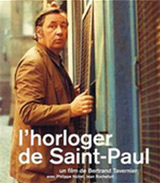 l'horloger
de Saint-Paul
un film de Bertrand Tavernier
avec Philippe Noiret, Jean Rochefort